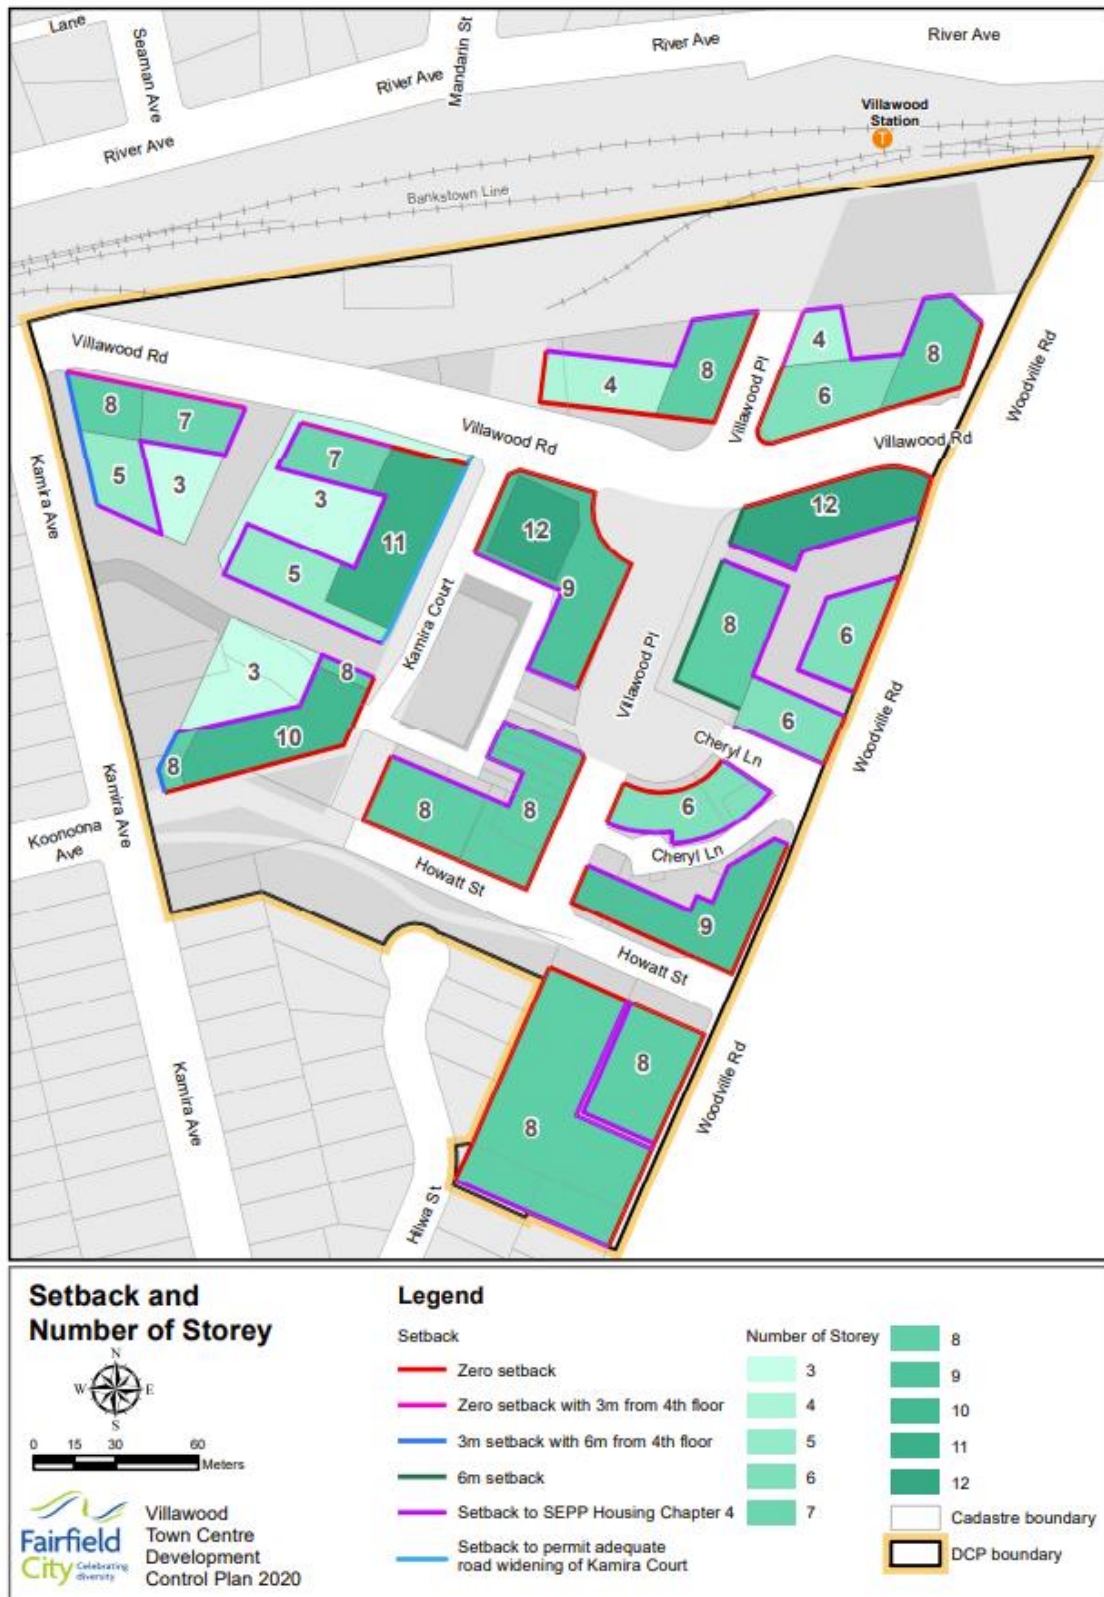 Lane
Seaman Ave
Mandarin St
River Ave
River Ave
River Ave
River Ave
Villawood
Station
T
Bankstown Line
Villawood Rd
4
8
4
8
6
Villawood Pl
Woodville Rd
Villawood Rd
Villawood Rd
8
7
5
3
Kamira Ave
7
3
11
5
12
9
12
8
6
6
Kamira Court
Villawood Pl
Woodville Rd
3
8
10
8
Cheryl Ln
6
8
8
Kamira Ave
Koonoona
Ave
Cheryl Ln
Howatt St
9
Howatt St
8
8
Woodville Rd
Kamira Ave
Hilwa St
Setback and
Number of Storey
N
W E
S
0 15 30 60
Meters
Fairfield
City Celebrating
diversity
Villawood
Town Centre
Development
Control Plan 2020
Legend
Setback
Zero setback
Zero setback with 3m from 4th floor
3m setback with 6m from 4th floor
6m setback
Setback to SEPP Housing Chapter 4
Setback to permit adequate
road widening of Kamira Court
Number of Storey
3
4
5
6
7
8
9
10
11
12
Cadastre boundary
DCP boundary